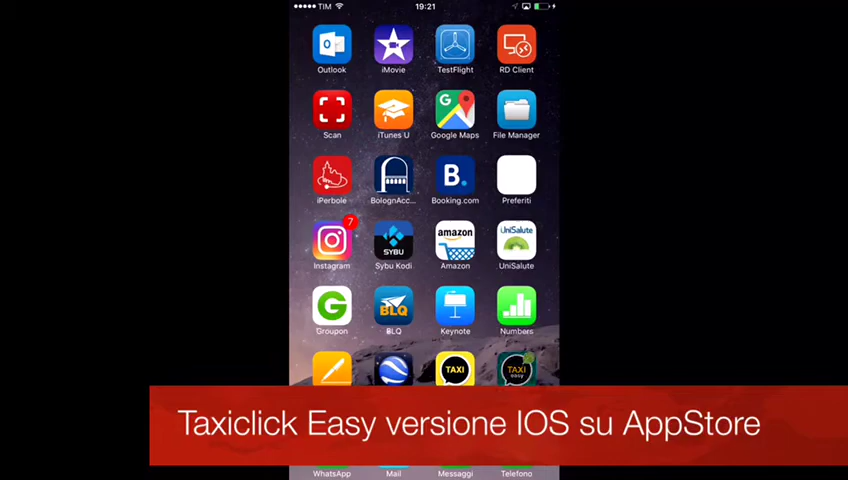 TIM 19:21
Outlook iMovie TestFlight RD Client
Scan iTunes U Google Maps File Manager
B.
iPerbole BolognAcc... Booking.com Preferiti
7
SYBU amazon UniSalute
Instagram Sybu Kodi Amazon UniSalute
G BLQ
Groupon BLQ Keynote Numbers
TAXI TAXI
easy
Taxiclick Easy versione IOS su AppStore
WhatsApp Mail Messaggi Telefono